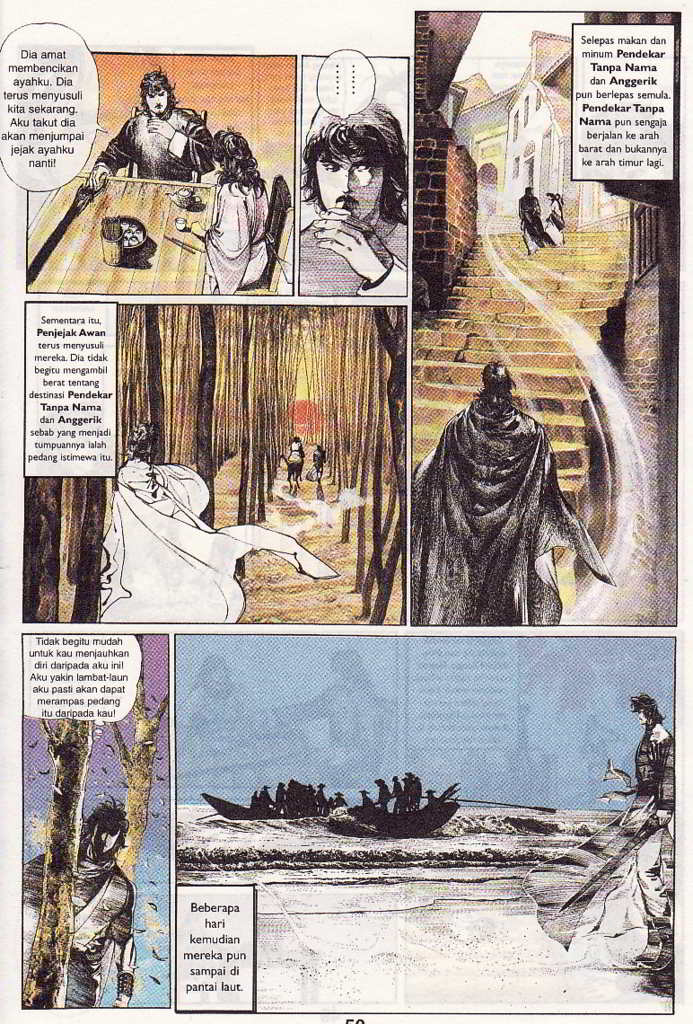 Dia amat
membencikan
ayahku. Dia
terus menyusuli
kita sekarang.
Aku takut dia
akan menjumpai
jejak ayahku
nanti!
Selepas makan dan
minum Pendekar
Tanpa Nama
dan Anggerik
pun berlepas semula.
Pendekar Tanpa
Nama pun sengaja
berjalan ke arah
barat dan bukannya
ke arah timur lagi.
Sementara itu,
Penjejak Awan
terus menyusuli
mereka. Dia tidak
begitu mengambil
berat tentang
destinasi Pendekar
Tanpa Nama
dan Anggerik
sebab yang menjadi
tumpuannya ialah
pedang istimewa itu.
Tidak begitu mudah
untuk kau menjauhkan
diri daripada aku ini!
Aku yakin lambat-laun
aku pasti akan dapat
merampas pedang
itu daripada kau!
Beberapa
hari
kemudian
mereka pun
sampai di
pantai laut.